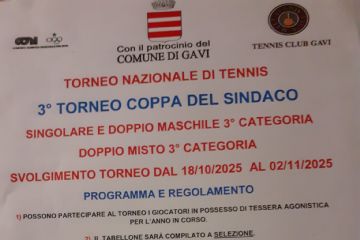 CONI
Con il patrocinio del
COMUNE DI GAVI
TENNIS CLUB GAVI
TORNEO NAZIONALE DI TENNIS
3° TORNEO COPPA DEL SINDACO
SINGOLARE E DOPPIO MASCHILE 3° CATEGORIA
DOPPIO MISTO 3° CATEGORIA
SVOLGIMENTO TORNEO DAL 18/10/2025 AL 02/11/2025
PROGRAMMA E REGOLAMENTO
1) POSSONO PARTECIPARE AL TORNEO I GIOCATORI IN POSSESSO DI TESSERA AGONISTICA
PER L'ANNO IN CORSO.
2) IL TABELLONE SARÀ COMPILATO A SELEZIONE.